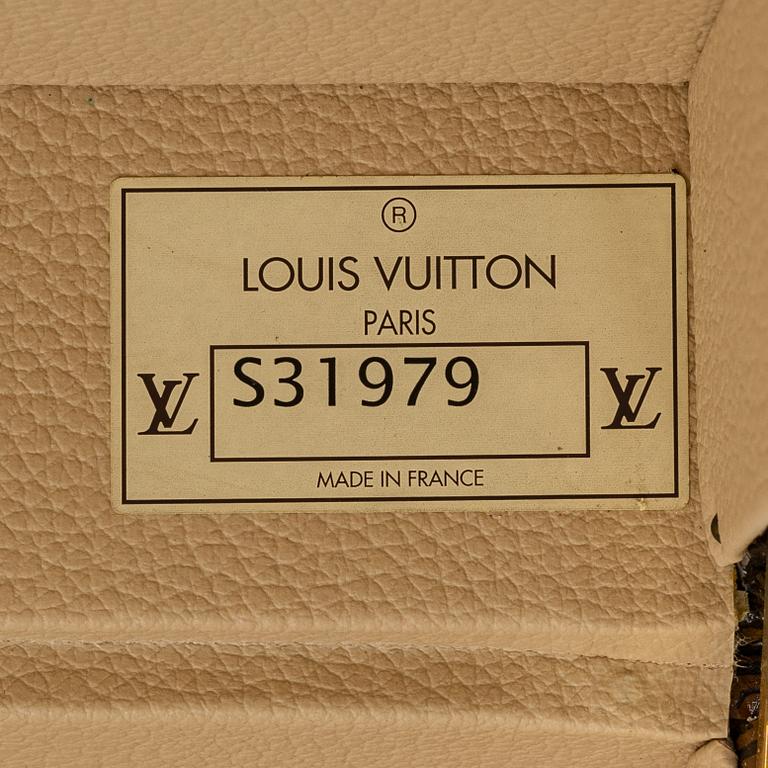 ®
LOUIS VUITTON
PARIS
LV S31979 LV
MADE IN FRANCE